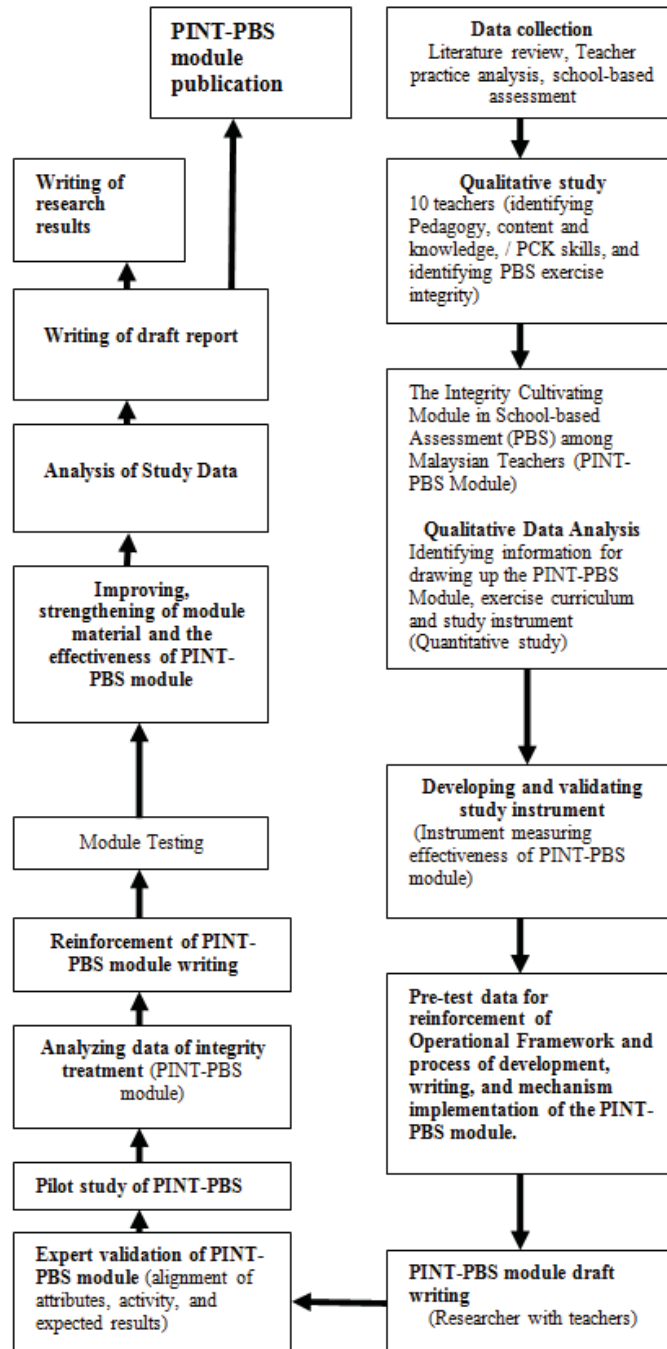 PINT-PBS
module
publication
Data collection
Literature review, Teacher
practice analysis, school-based
assessment
Qualitative study
10 teachers (identifying
Pedagogy, content and
knowledge, / PCK skills, and
identifying PBS exercise
integrity)
The Integrity Cultivating
Module in School-based
Assessment (PBS) among
Malaysian Teachers (PINT-
PBS Module)
Qualitative Data Analysis
Identifying information for
drawing up the PINT-PBS
Module, exercise curriculum
and study instrument
(Quantitative study)
Developing and validating
study instrument
(Instrument measuring
effectiveness of PINT-PBS
module)
Pre-test data for
reinforcement of
Operational Framework and
process of development,
writing, and mechanism
implementation of the PINT-
PBS module.
PINT-PBS module draft
writing
(Researcher with teachers)
Expert validation of PINT-
PBS module (alignment of
attributes, activity, and
expected results)
Pilot study of PINT-PBS
Analyzing data of integrity
treatment (PINT-PBS
module)
Reinforcement of PINT-
PBS module writing
Module Testing
Improving,
strengthening of module
material and the
effectiveness of PINT-
PBS module
Analysis of Study Data
Writing of draft report
Writing of
research
results